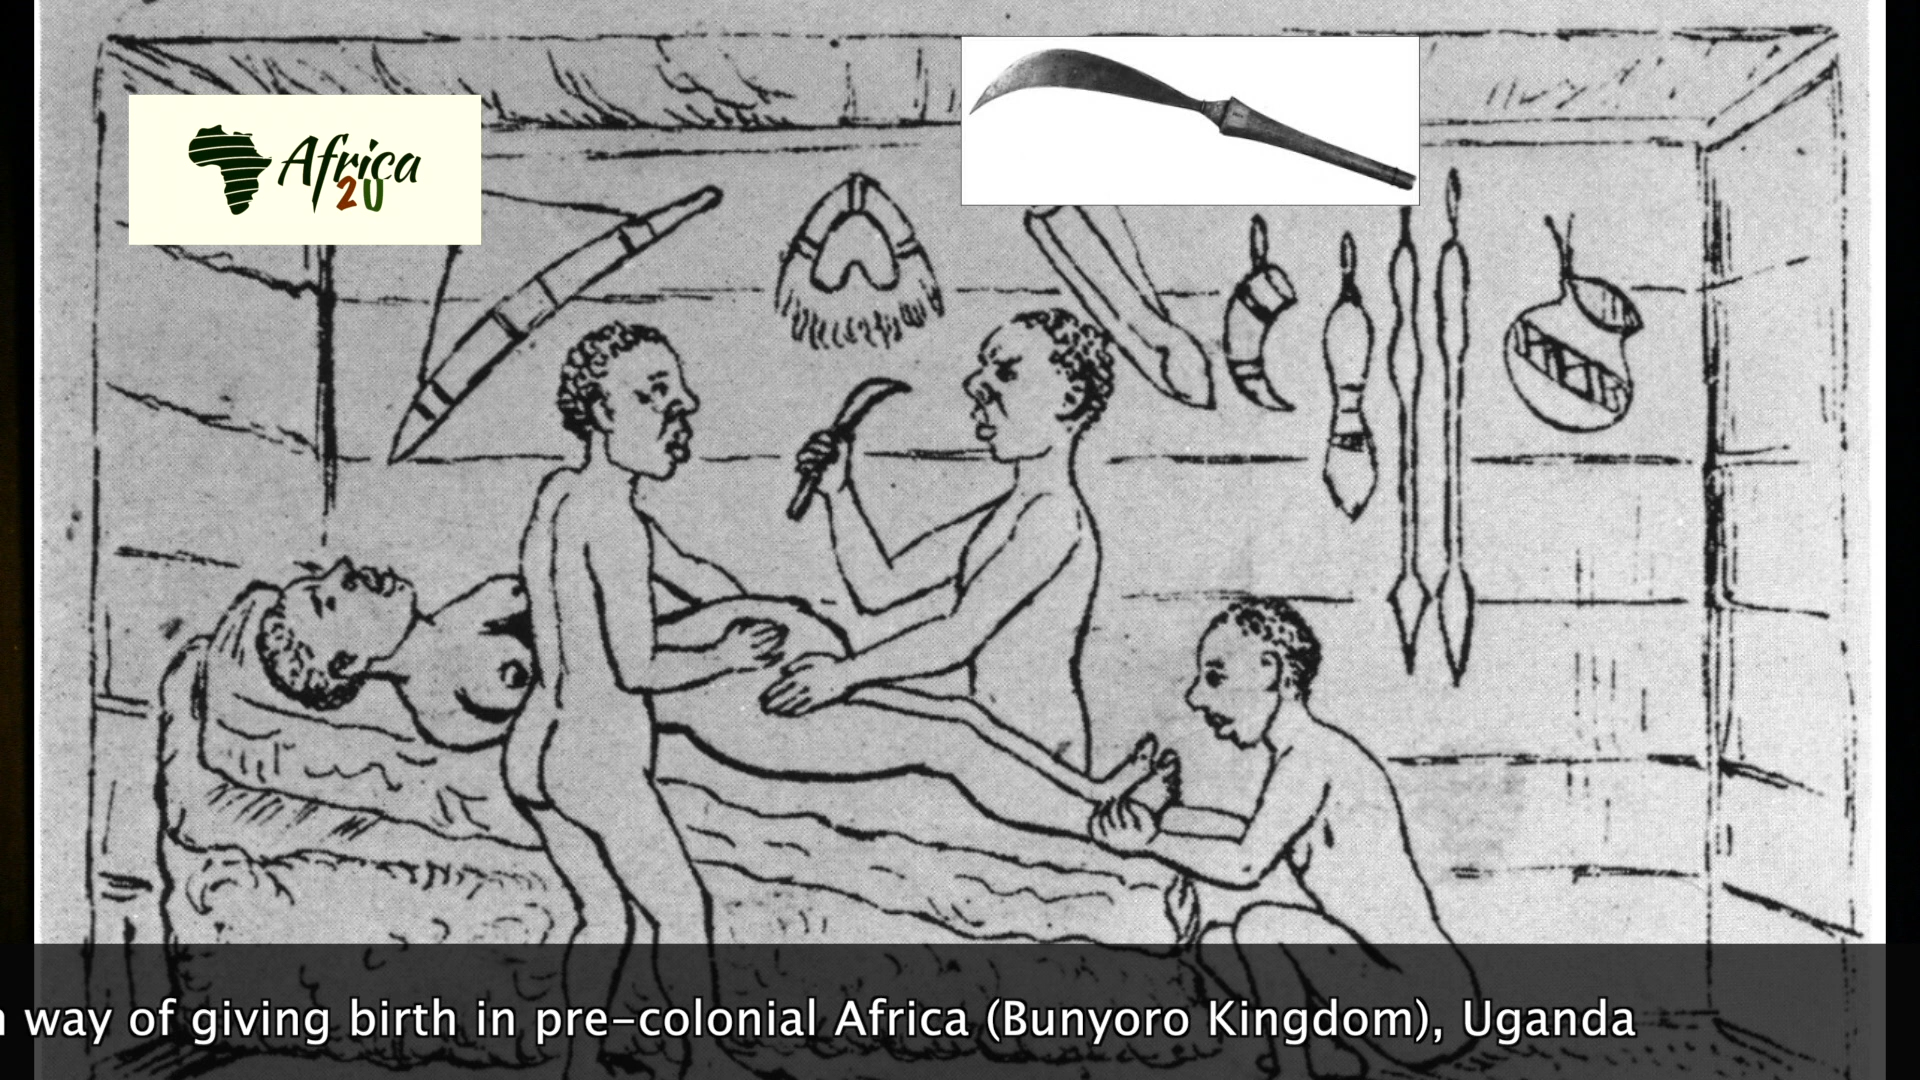 Africa
2U
way of giving birth in pre-colonial Africa (Bunyoro Kingdom), Uganda